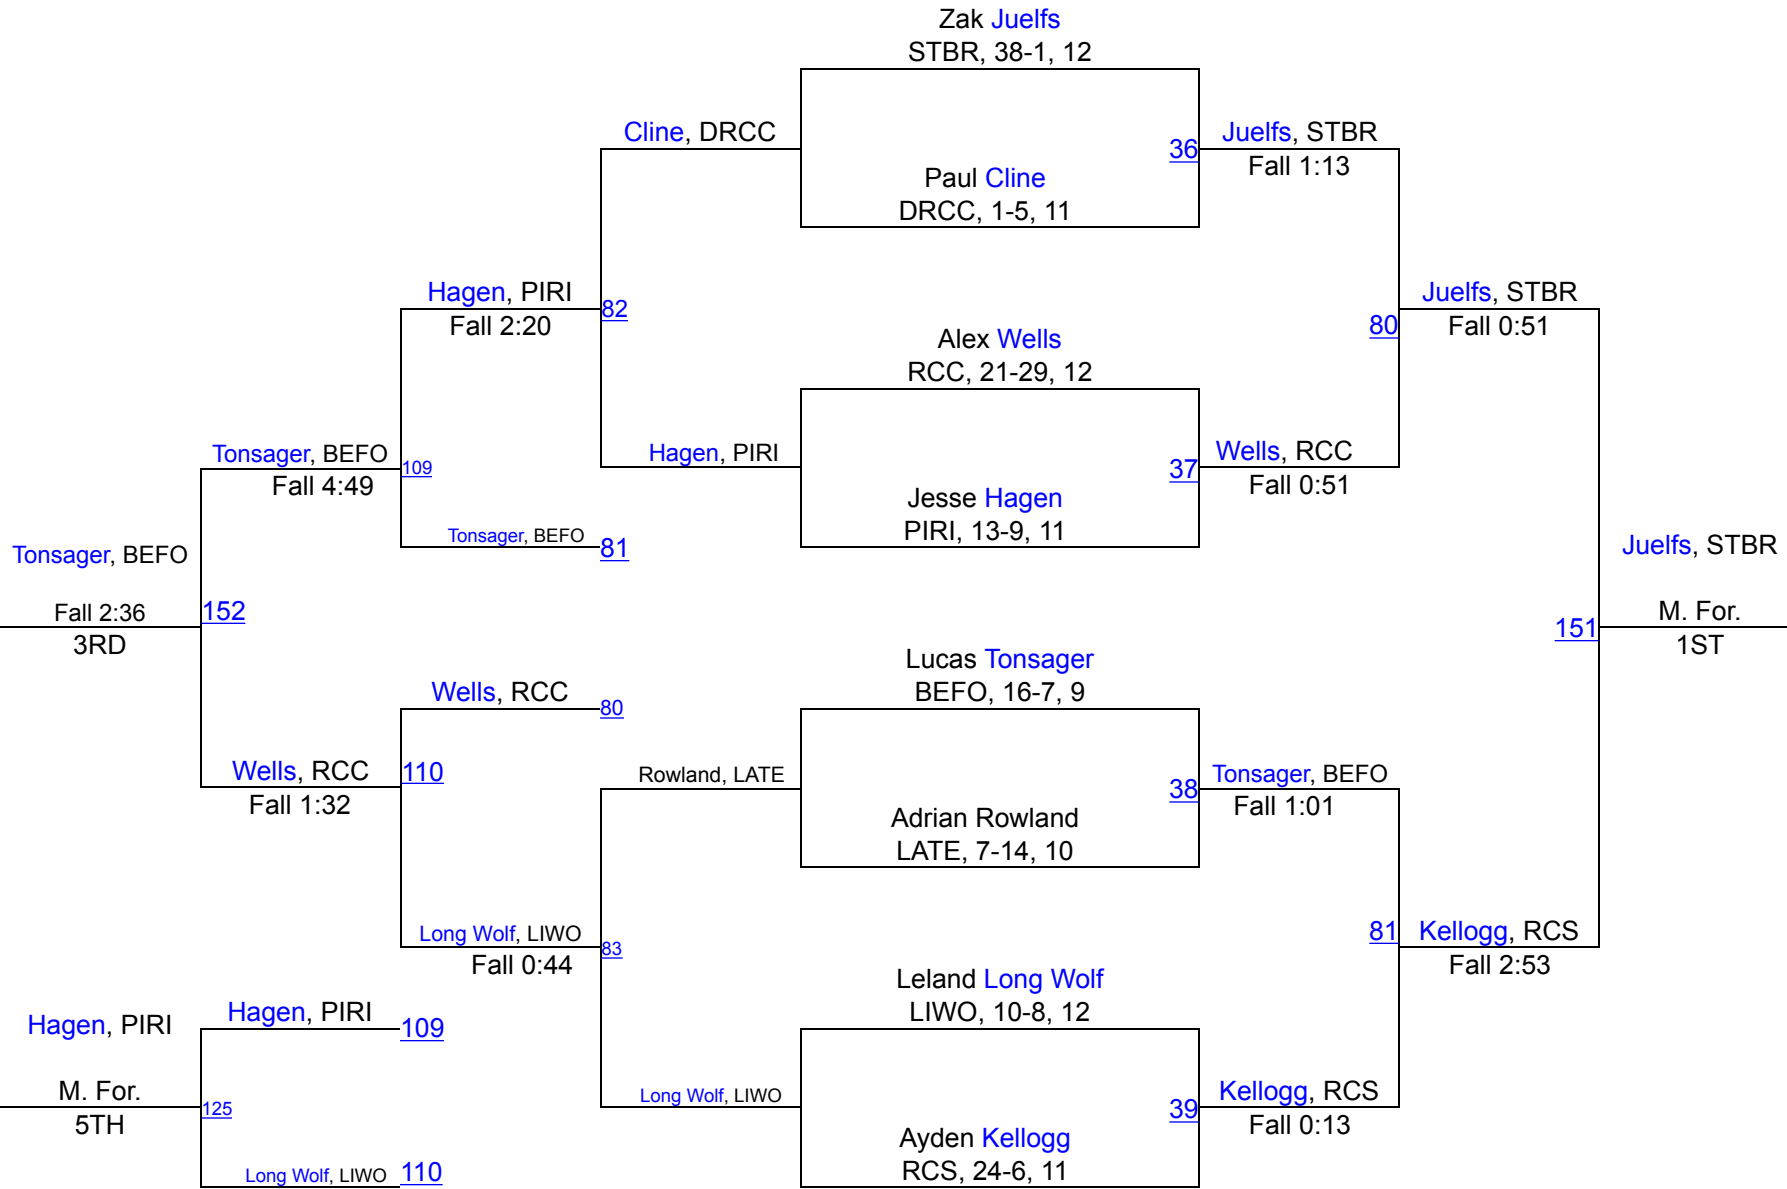 Zak Juelfs
STBR, 38-1, 12
Cline, DRCC
36
Juelfs, STBR
Fall 1:13
Paul Cline
DRCC, 1-5, 11
Hagen, PIRI
Fall 2:20
82
Juelfs, STBR
Fall 0:51
80
Alex Wells
RCC, 21-29, 12
Tonsager, BEFO
Fall 4:49
109
Hagen, PIRI
37
Wells, RCC
Fall 0:51
Jesse Hagen
PIRI, 13-9, 11
Tonsager, BEFO
81
Tonsager, BEFO
Fall 2:36
3RD
152
Juelfs, STBR
M. For.
1ST
151
Lucas Tonsager
BEFO, 16-7, 9
Wells, RCC
80
Wells, RCC
Fall 1:32
110
Rowland, LATE
38
Tonsager, BEFO
Fall 1:01
Adrian Rowland
LATE, 7-14, 10
Long Wolf, LIWO
Fall 0:44
83
81
Kellogg, RCS
Fall 2:53
Leland Long Wolf
LIWO, 10-8, 12
Hagen, PIRI
Hagen, PIRI
109
M. For.
5TH
125
Long Wolf, LIWO
39
Kellogg, RCS
Fall 0:13
Ayden Kellogg
RCS, 24-6, 11
Long Wolf, LIWO
110